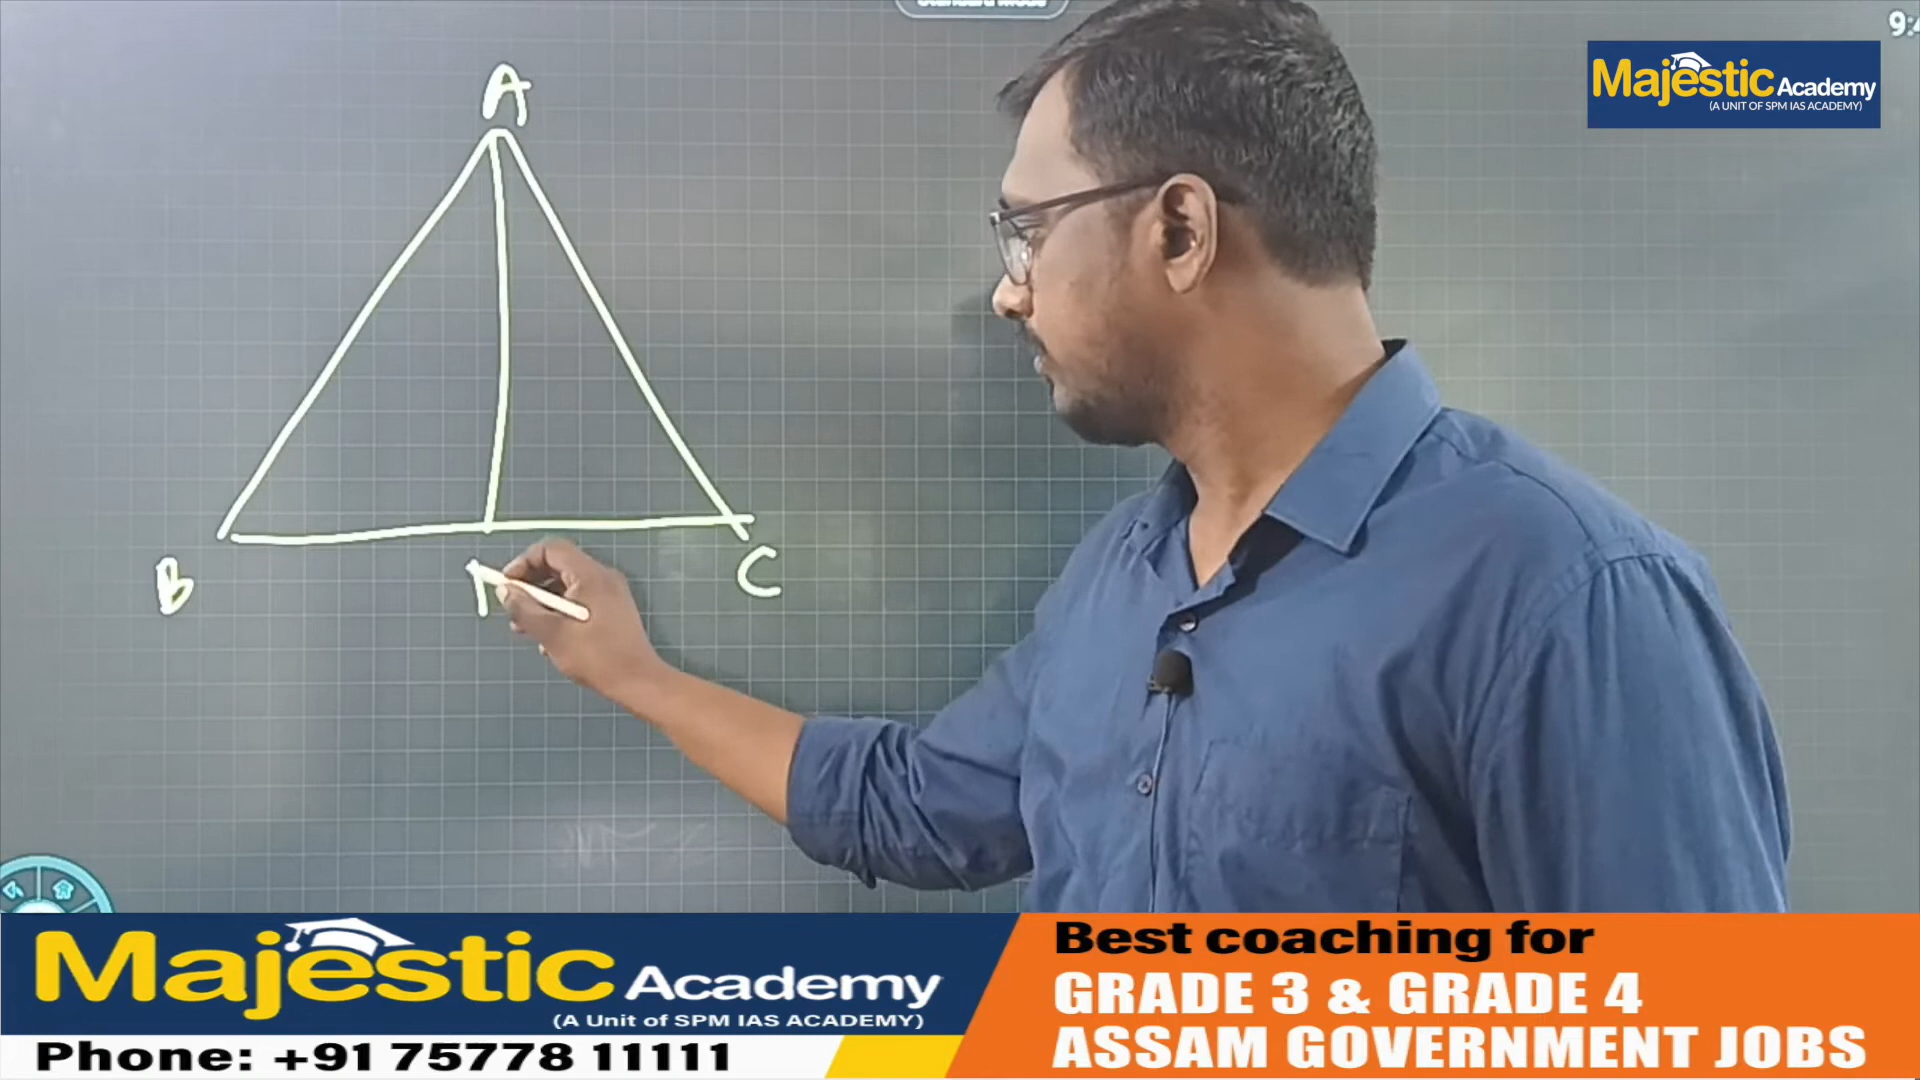 Majestic Academy
(A UNIT OF SPM IAS ACADEMY)
A
B
C
Majestic Academy
(A Unit of SPM IAS ACADEMY)
Phone: +91 75778 11111
Best coaching for
GRADE 3 & GRADE 4
ASSAM GOVERNMENT JOBS